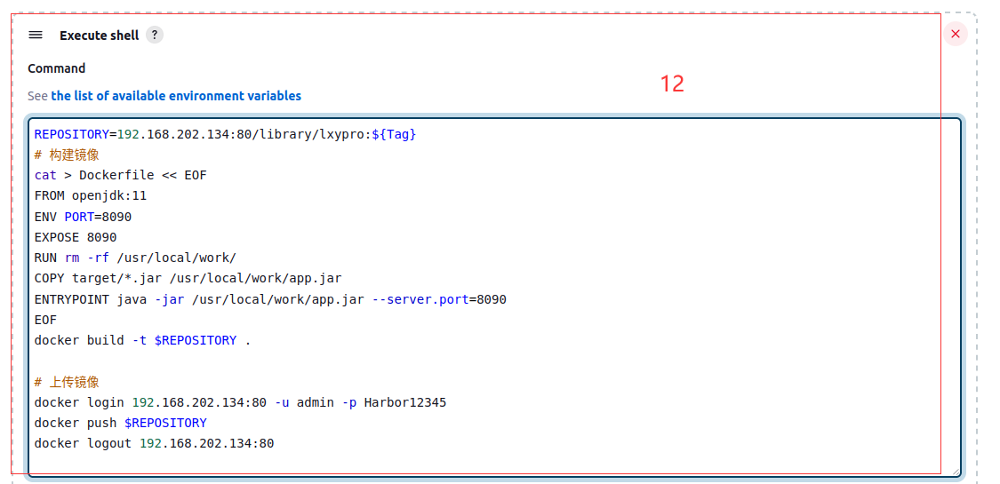 Execute shell ?
Command
See the list of available environment variables
12
REPOSITORY=192.168.202.134:80/library/lxypro:${Tag}
# 构建镜像
cat > Dockerfile << EOF
FROM openjdk:11
ENV PORT=8090
EXPOSE 8090
RUN rm -rf /usr/local/work/
COPY target/*.jar /usr/local/work/app.jar
ENTRYPOINT java -jar /usr/local/work/app.jar --server.port=8090
EOF
docker build -t $REPOSITORY .
# 上传镜像
docker login 192.168.202.134:80 -u admin -p Harbor12345
docker push $REPOSITORY
docker logout 192.168.202.134:80